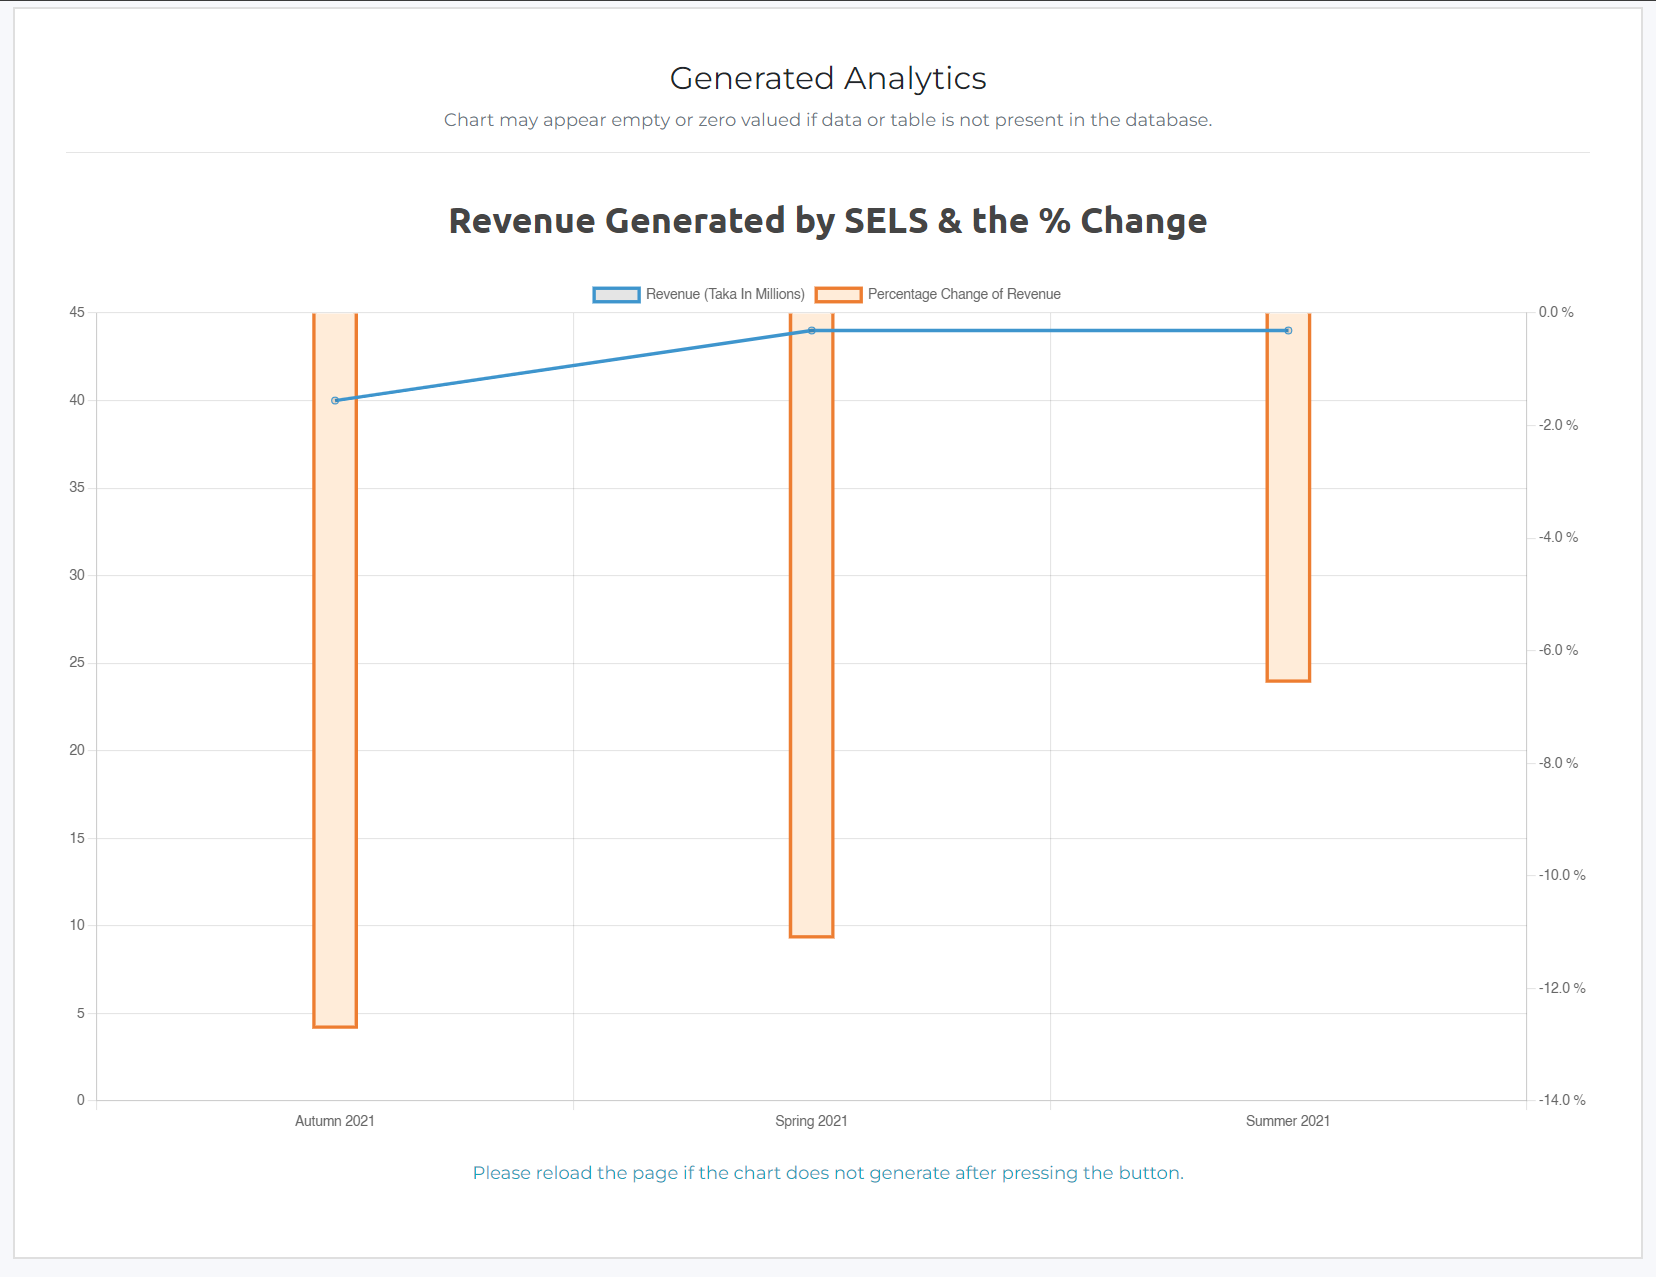 Generated Analytics
Chart may appear empty or zero valued if data or table is not present in the database.
Revenue Generated by SELS & the % Change
Revenue (Taka In Millions) Percentage Change of Revenue
45 0.0 %
40 -2.0 %
35 -4.0 %
30
25 -6.0 %
20 -8.0 %
15 -10.0 %
10
5 -12.0 %
0 -14.0 %
Autumn 2021 Spring 2021 Summer 2021
Please reload the page if the chart does not generate after pressing the button.